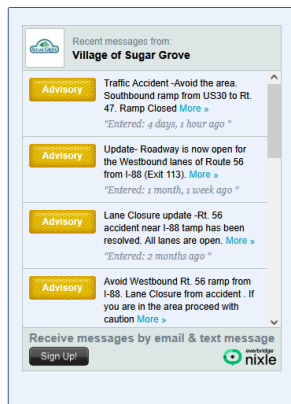 Recent messages from:
Village of Sugar Grove
Advisory
Traffic Accident -Avoid the area.
Southbound ramp from US30 to Rt.
47. Ramp Closed More »
"Entered: 4 days, 1 hour ago "
Advisory
Update- Roadway is now open for
the Westbound lanes of Route 56
from I-88 (Exit 113). More »
"Entered: 1 month, 1 week ago "
Advisory
Lane Closure update -Rt. 56
accident near I-88 tamp has been
resolved. All lanes are open. More »
"Entered: 2 months ago "
Advisory
Avoid Westbound Rt. 56 ramp from
I-88. Lane Closure from accident . If
you are in the area proceed with
caution More »
Receive messages by email & text message
Sign Up!
everbridge
nixle